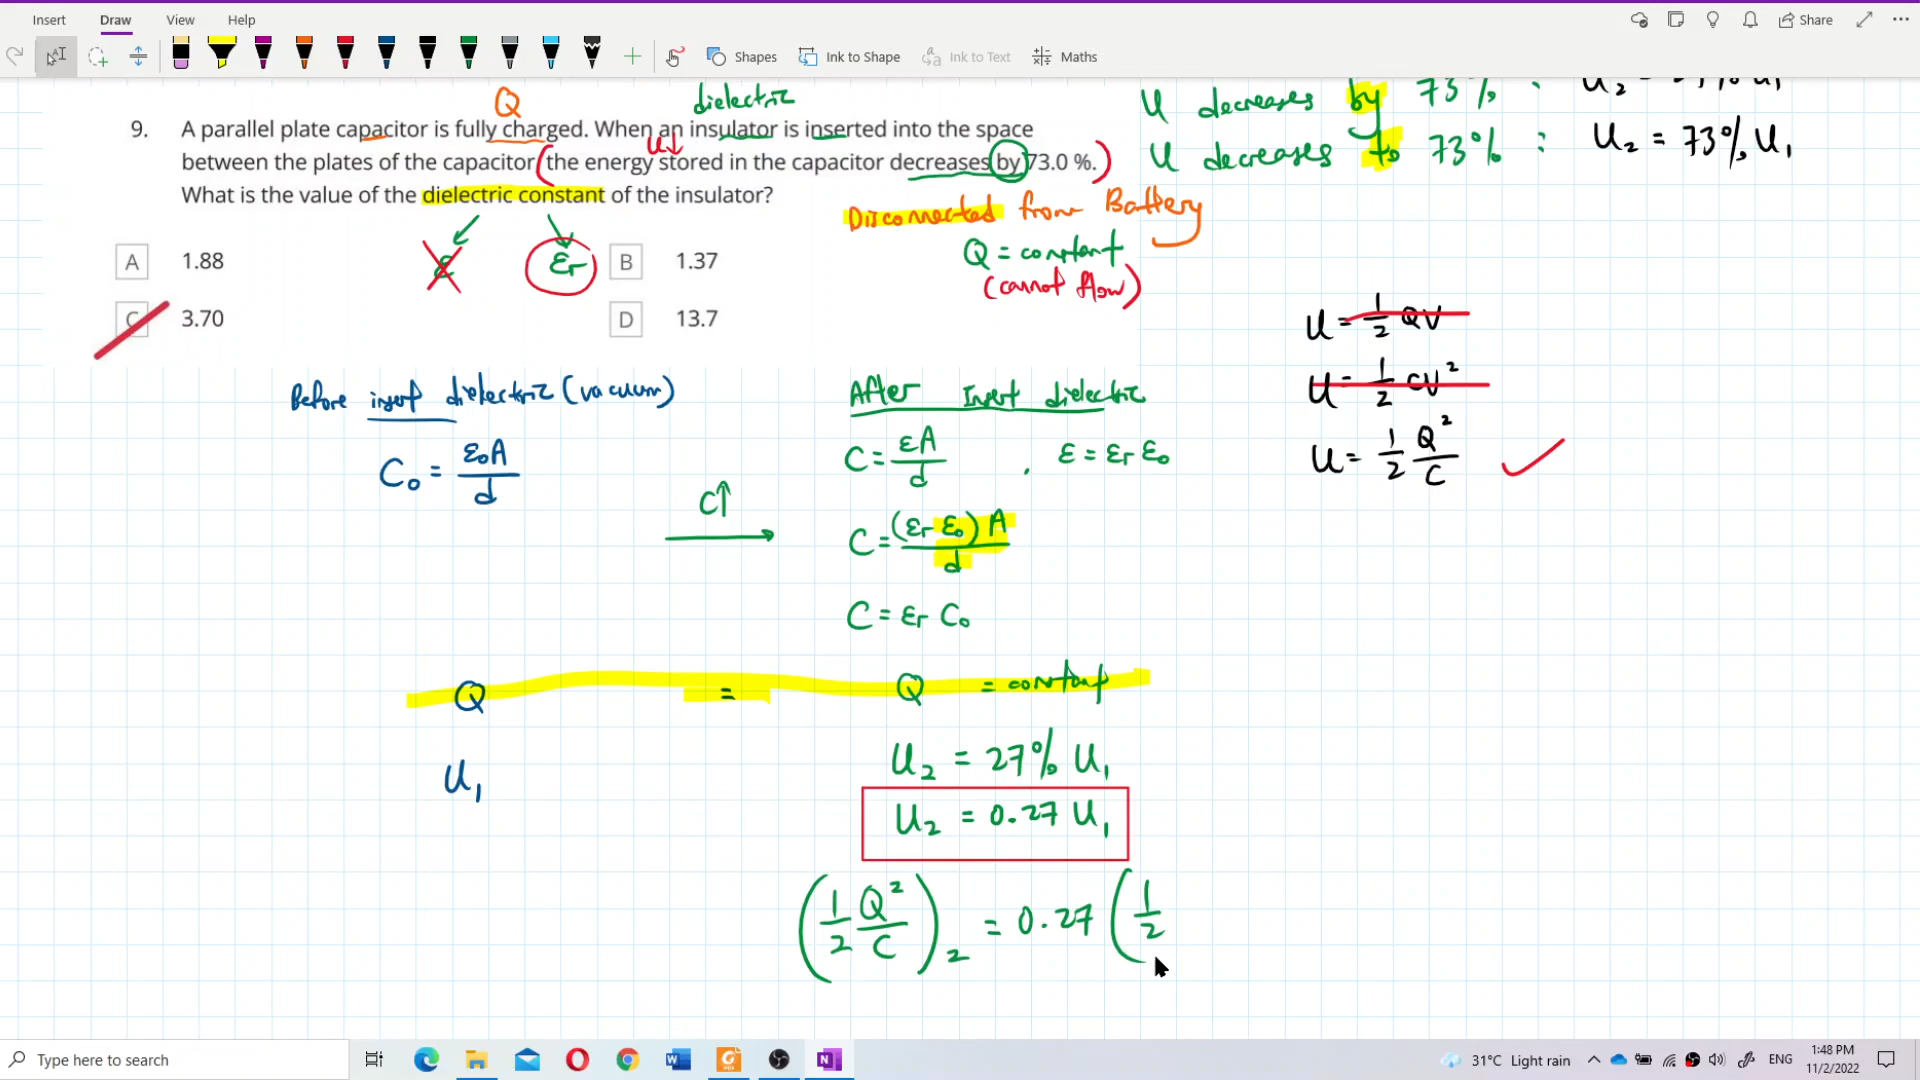 Insert Draw View Help
Share
Shapes Ink to Shape Ink to Text Maths
U decreases by 73% :
U decreases to 73% : U₂ = 73% U₁
Q dielectric
9. A parallel plate capacitor is fully charged. When an insulator is inserted into the space
U↓
between the plates of the capacitor, the energy stored in the capacitor decreases by 73.0 %.
What is the value of the dielectric constant of the insulator?
Disconnected from Battery
Q = constant
(cannot flow)
ε εr
A 1.88 B 1.37
C 3.70 D 13.7
U = 1/2 QV
U = 1/2 CV²
U = 1/2 Q²/C
Before insert dielectric (vacuum) After Insert dielectric
C₀ = ε₀A/d
C = εA/d , ε = εr ε₀
C↑
C = (εr ε₀) A/d
C = εr C₀
Q = Q = constant
U₁
U₂ = 27% U₁
U₂ = 0.27 U₁
(1/2 Q²/C)₂ = 0.27 (1/2
Type here to search
31°C Light rain ENG 1:48 PM
11/2/2022